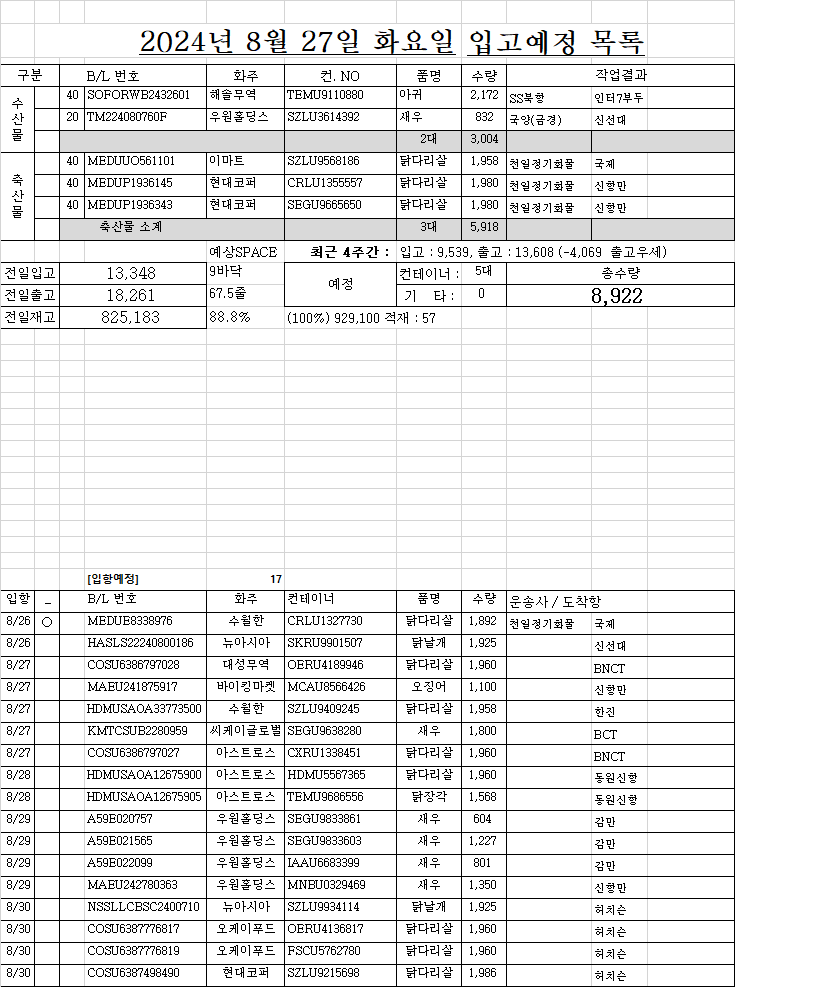 2024년 8월 27일 화요일 입고예정 목록
구분 B/L 번호 화주 컨. NO 품명 수량 작업결과
수산물
40 SOFORWB2432601 해솔무역 TEMU9110880 아귀 2,172 SS북항 인터7부두
20 TM224080760F 우원홀딩스 SZLU3614392 새우 832 국양(금경) 신선대
2대 3,004
축산물
40 MEDUUO561101 이마트 SZLU9568186 닭다리살 1,958 천일정기화물 국제
40 MEDUP1936145 현대코퍼 CRLU1355557 닭다리살 1,980 천일정기화물 신항만
40 MEDUP1936343 현대코퍼 SEGU9665650 닭다리살 1,980 천일정기화물 신항만
축산물 소계 3대 5,918
예상SPACE 최근 4주간 : 입고 : 9,539, 출고 : 13,608 (-4,069 출고우세)
전일입고 13,348 9바닥 예정 컨테이너 : 5대 총수량
전일출고 18,261 67.5줄 기 타 : 0 8,922
전일재고 825,183 88.8% (100%) 929,100 적재 : 57
[입항예정] 17
입항 _ B/L 번호 화주 컨테이너 품명 수량 운송사 / 도착항
8/26 ○ MEDUE8338976 수월한 CRLU1327730 닭다리살 1,892 천일정기화물 국제
8/26 HASLS22240800186 뉴아시아 SKRU9901507 닭날개 1,925 신선대
8/27 COSU6386797028 대성무역 OERU4189946 닭다리살 1,960 BNCT
8/27 MAEU241875917 바이킹마켓 MCAU8566426 오징어 1,100 신항만
8/27 HDMUSAOA33773500 수월한 SZLU9409245 닭다리살 1,958 한진
8/27 KMTCSUB2280959 씨케이글로벌 SEGU9638280 새우 1,800 BCT
8/27 COSU6386797027 아스트로스 CXRU1338451 닭다리살 1,960 BNCT
8/28 HDMUSAOA12675900 아스트로스 HDMU5567365 닭다리살 1,960 동원신항
8/28 HDMUSAOA12675905 아스트로스 TEMU9686556 닭장각 1,568 동원신항
8/29 A59E020757 우원홀딩스 SEGU9833861 새우 604 감만
8/29 A59E021565 우원홀딩스 SEGU9833603 새우 1,227 감만
8/29 A59E022099 우원홀딩스 IAAU6683399 새우 801 감만
8/29 MAEU242780363 우원홀딩스 MNBU0329469 새우 1,350 신항만
8/30 NSSLLCBSC2400710 뉴아시아 SZLU9934114 닭날개 1,925 허치슨
8/30 COSU6387776817 오케이푸드 OERU4136817 닭다리살 1,960 허치슨
8/30 COSU6387776819 오케이푸드 FSCU5762780 닭다리살 1,960 허치슨
8/30 COSU6387498490 현대코퍼 SZLU9215698 닭다리살 1,986 허치슨